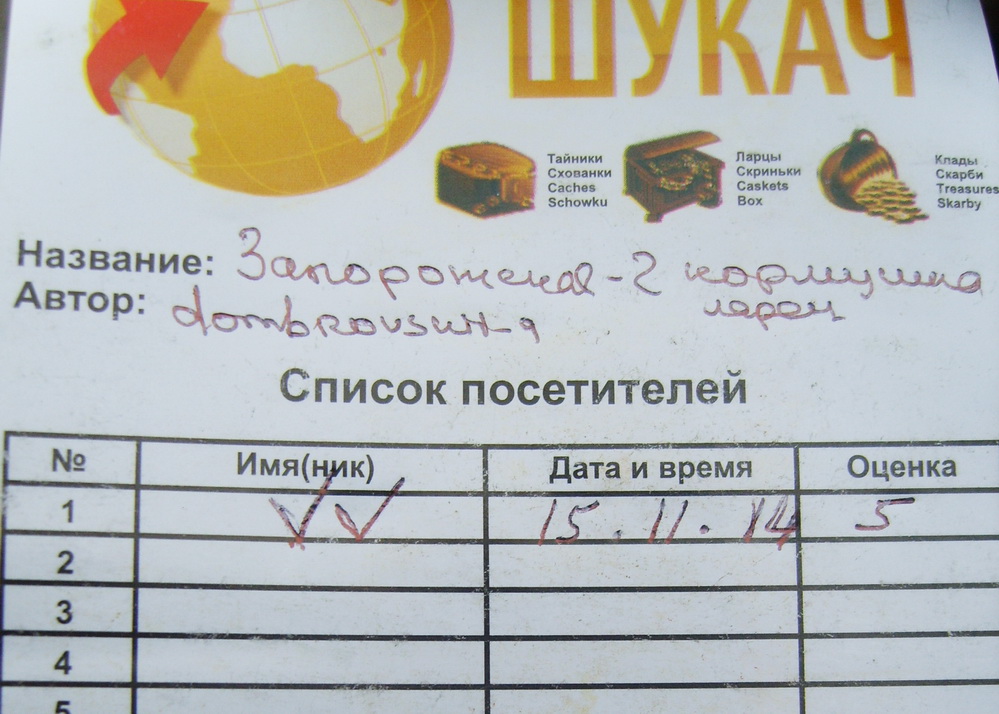 ШУКАЧ
Тайники
Схованки
Caches
Schowku
Ларцы
Скриньки
Caskets
Box
Клады
Скарби
Treasures
Skarby
Название: Запорожская-2 кормушка
ларец
Автор:
Список посетителей
№ Имя(ник) Дата и время Оценка
1 VV 15.11.14 5
2
3
4
5